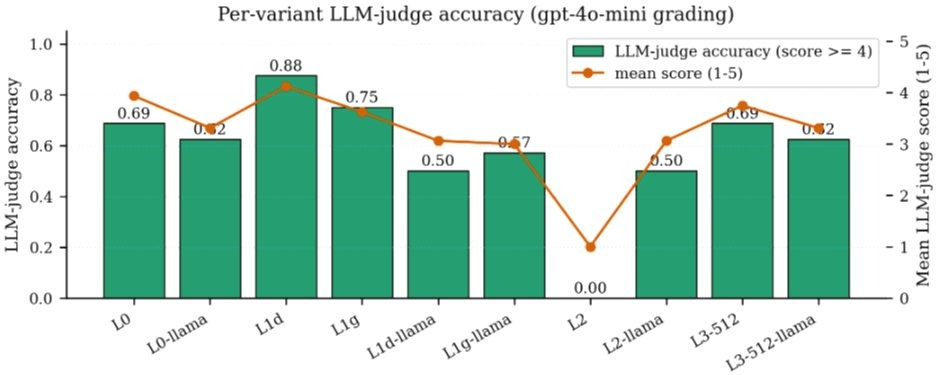 Per-variant LLM-judge accuracy (gpt-4o-mini grading)
LLM-judge accuracy (score >= 4)
mean score (1-5)
LLM-judge accuracy
1.0
0.8
0.6
0.4
0.2
0.0
0.69
0.62
0.88
0.75
0.50
0.57
0.00
0.50
0.69
0.62
5
4
3
2
1
0
Mean LLM-judge score (1-5)
L0
L0-llama
L1d
L1g
L1d-llama
L1g-llama
L2
L2-llama
L3-512
L3-512-llama